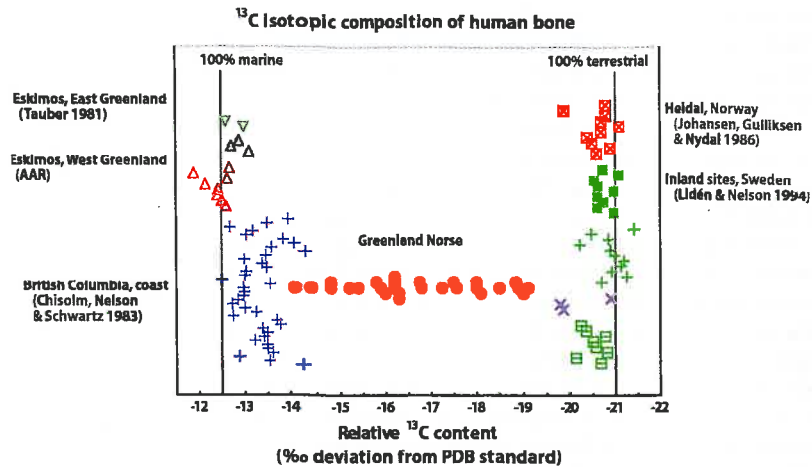 ¹³C isotopic composition of human bone
100% marine
100% terrestrial
Eskimos, East Greenland
(Tauber 1981)
Eskimos, West Greenland
(AAR)
British Columbia, coast
(Chisolm, Nelson
& Schwartz 1983)
Greenland Norse
Heidal, Norway
(Johansen, Gulliksen
& Nydal 1986)
Inland sites, Sweden
(Lidén & Nelson 1994)
-12 -13 -14 -15 -16 -17 -18 -19 -20 -21 -22
Relative ¹³C content
(‰ deviation from PDB standard)